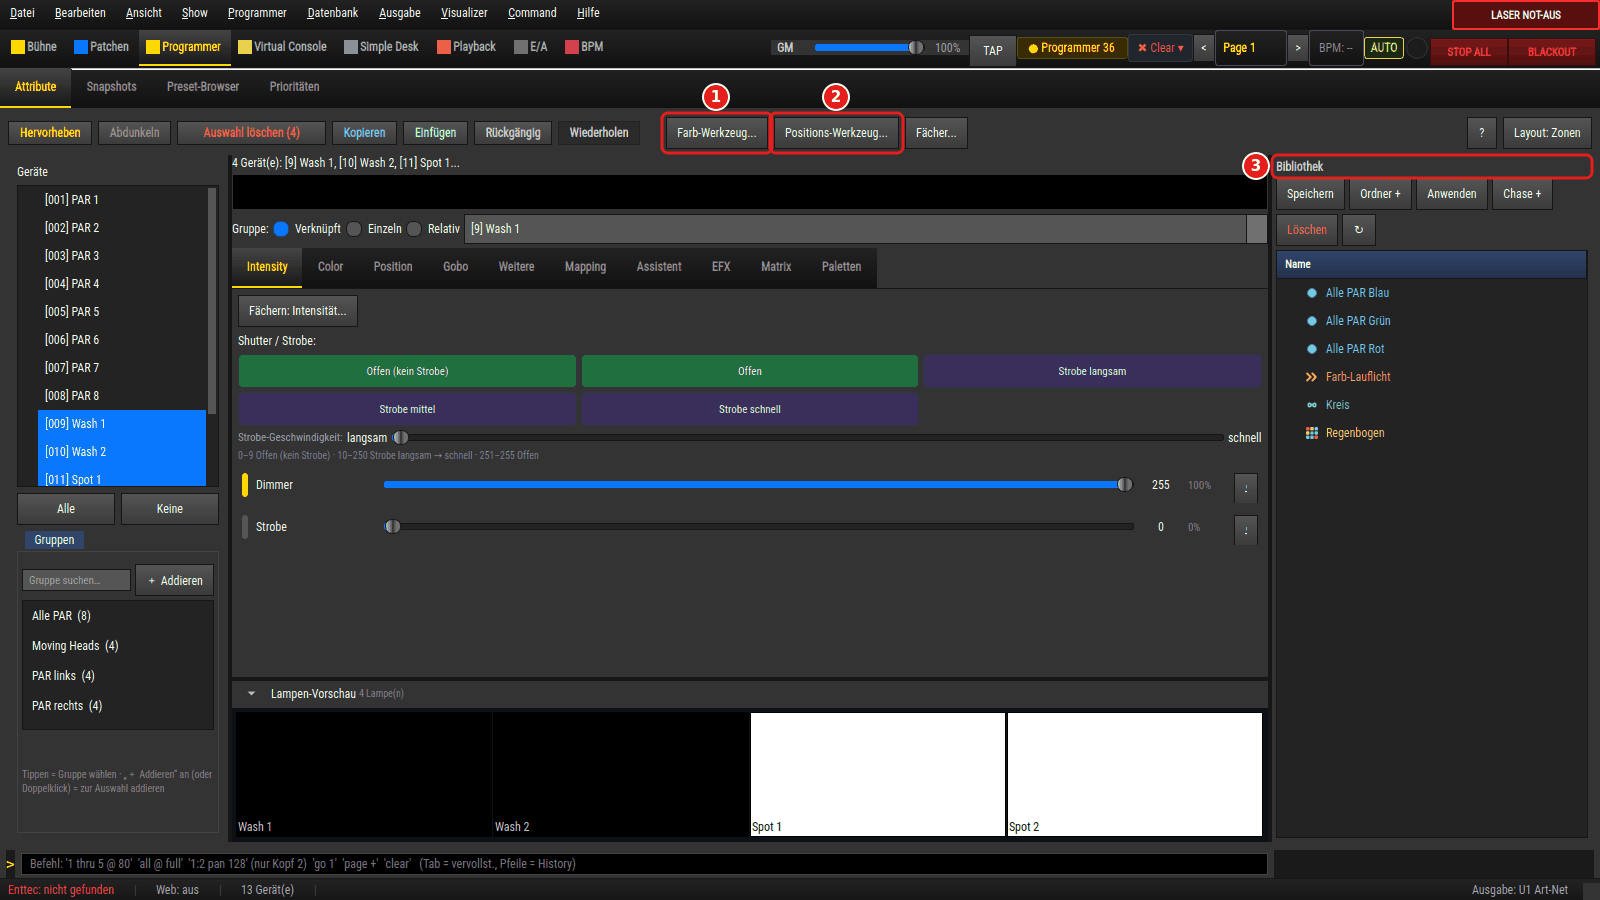 Datei Bearbeiten Ansicht Show Programmer Datenbank Ausgabe Visualizer Command Hilfe
LASER NOT-AUS
Bühne Patchen Programmer Virtual Console Simple Desk Playback E/A BPM
GM 100% TAP Programmer 36 ✖ Clear ▾ < Page 1 > BPM: -- AUTO STOP ALL BLACKOUT
Attribute Snapshots Preset-Browser Prioritäten
1 2
Hervorheben Abdunkeln Auswahl löschen (4) Kopieren Einfügen Rückgängig Wiederholen Farb-Werkzeug... Positions-Werkzeug... Fächer... ? Layout: Zonen
Geräte
[001] PAR 1
[002] PAR 2
[003] PAR 3
[004] PAR 4
[005] PAR 5
[006] PAR 6
[007] PAR 7
[008] PAR 8
[009] Wash 1
[010] Wash 2
[011] Spot 1
Alle Keine
Gruppen
Gruppe suchen...
+ Addieren
Alle PAR (8)
Moving Heads (4)
PAR links (4)
PAR rechts (4)
Tippen = Gruppe wählen · „ + Addieren“ an (oder
Doppelklick) = zur Auswahl addieren
4 Gerät(e): [9] Wash 1, [10] Wash 2, [11] Spot 1...
Gruppe: Verknüpft Einzeln Relativ [9] Wash 1
Intensity Color Position Gobo Weitere Mapping Assistent EFX Matrix Paletten
Fächern: Intensität...
Shutter / Strobe:
Offen (kein Strobe) Offen Strobe langsam
Strobe mittel Strobe schnell
Strobe-Geschwindigkeit: langsam schnell
0–9 Offen (kein Strobe) · 10–250 Strobe langsam → schnell · 251–255 Offen
Dimmer 255 100% :
Strobe 0 0% :
Lampen-Vorschau 4 Lampe(n)
Wash 1 Wash 2 Spot 1 Spot 2
3 Bibliothek
Speichern Ordner + Anwenden Chase +
Löschen ↻
Name
Alle PAR Blau
Alle PAR Grün
Alle PAR Rot
Farb-Lauflicht
Kreis
Regenbogen
> Befehl: '1 thru 5 @ 80' 'all @ full' '1:2 pan 128' (nur Kopf 2) 'go 1' 'page +' 'clear' (Tab = vervollst., Pfeile = History)
Enttec: nicht gefunden Web: aus 13 Gerät(e) Ausgabe: U1 Art-Net